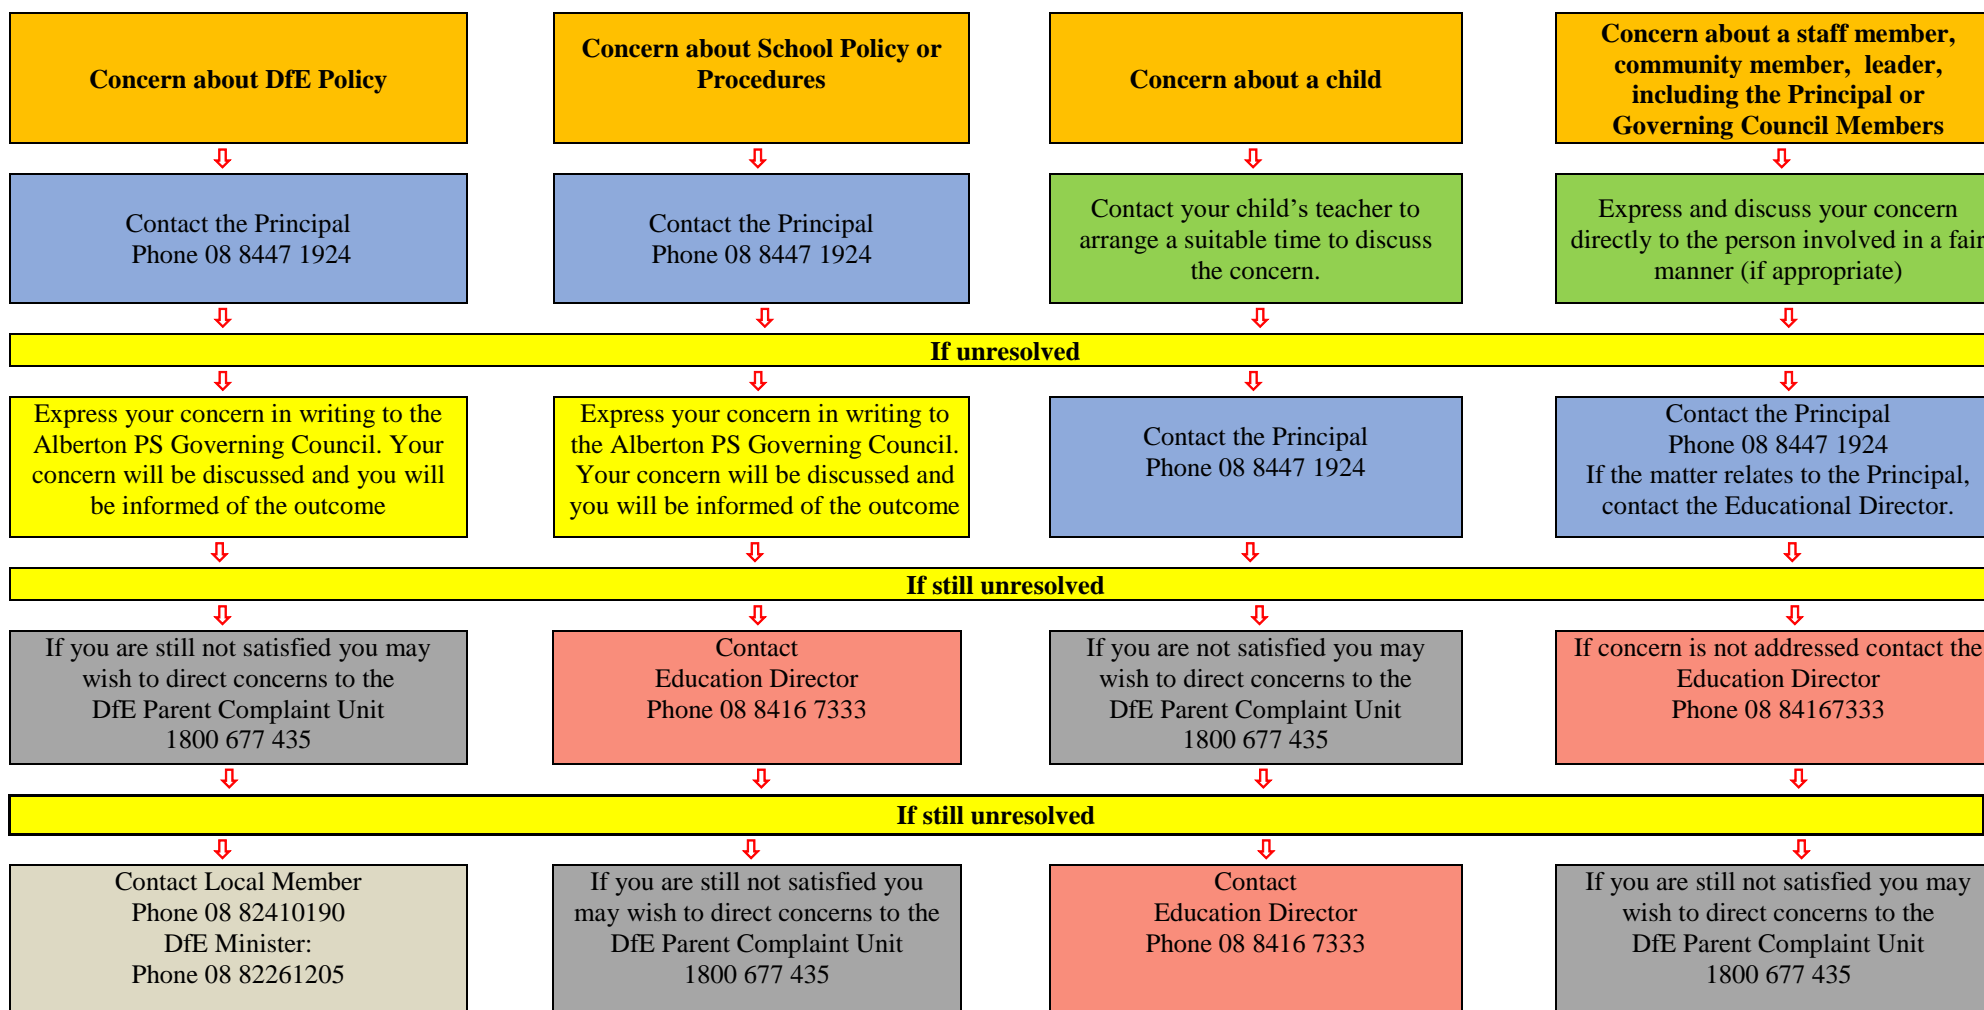 Concern about DfE Policy
Concern about School Policy or
Procedures
Concern about a child
Concern about a staff member,
community member,  leader,
including the Principal or
Governing Council Members
Contact the Principal
Phone 08 8447 1924
Contact the Principal
Phone 08 8447 1924
Contact your child’s teacher to
arrange a suitable time to discuss
the concern.
Express and discuss your concern
directly to the person involved in a fair
manner (if appropriate)
If unresolved
Express your concern in writing to the
Alberton PS Governing Council. Your
concern will be discussed and you will
be informed of the outcome
Express your concern in writing to
the Alberton PS Governing Council.
Your concern will be discussed and
you will be informed of the outcome
Contact the Principal
Phone 08 8447 1924
Contact the Principal
Phone 08 8447 1924
If the matter relates to the Principal,
contact the Educational Director.
If still unresolved
If you are still not satisfied you may
wish to direct concerns to the
DfE Parent Complaint Unit
1800 677 435
Contact
Education Director
Phone 08 8416 7333
If you are not satisfied you may
wish to direct concerns to the
DfE Parent Complaint Unit
1800 677 435
If concern is not addressed contact the
Education Director
Phone 08 84167333
If still unresolved
Contact Local Member
Phone 08 82410190
DfE Minister:
Phone 08 82261205
If you are still not satisfied you
may wish to direct concerns to the
DfE Parent Complaint Unit
1800 677 435
Contact
Education Director
Phone 08 8416 7333
If you are still not satisfied you may
wish to direct concerns to the
DfE Parent Complaint Unit
1800 677 435